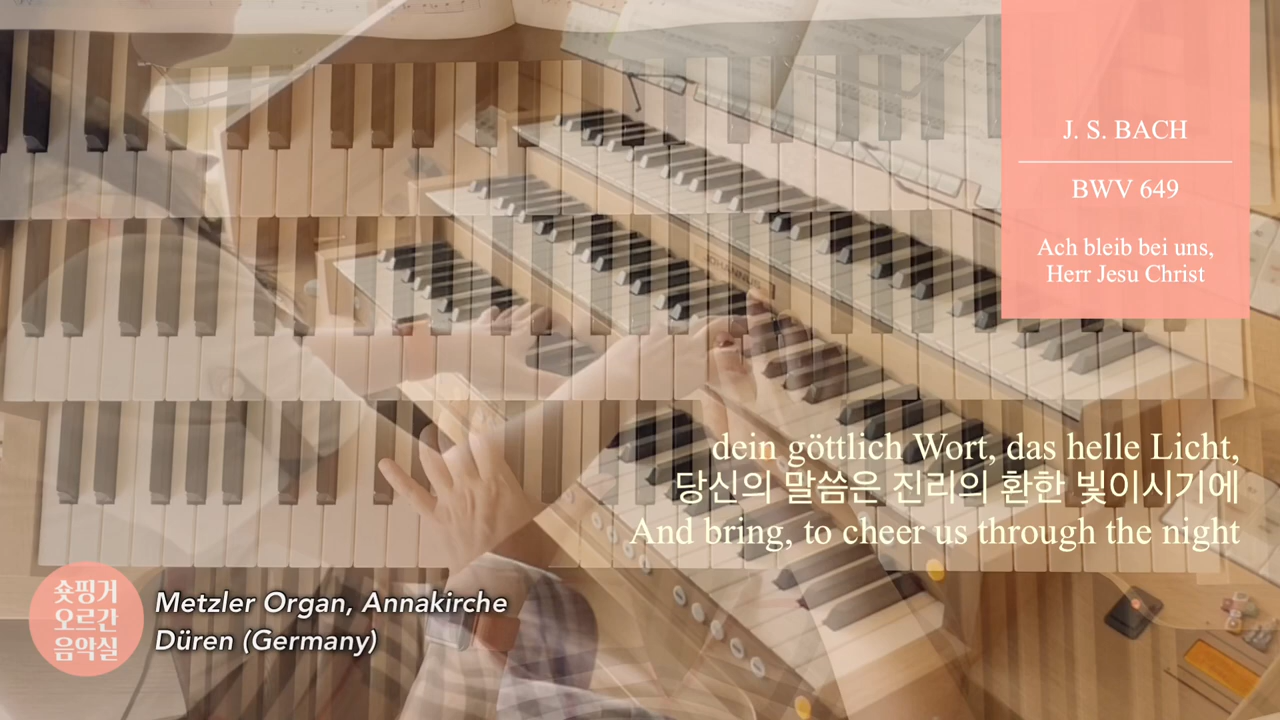 J. S. BACH
BWV 649
Ach bleib bei uns,
Herr Jesu Christ
dein göttlich Wort, das helle Licht,
당신의 말씀은 진리의 환한 빛이시기에
And bring, to cheer us through the night
숏핑거
오르간
음악실
Metzler Organ, Annakirche
Düren (Germany)